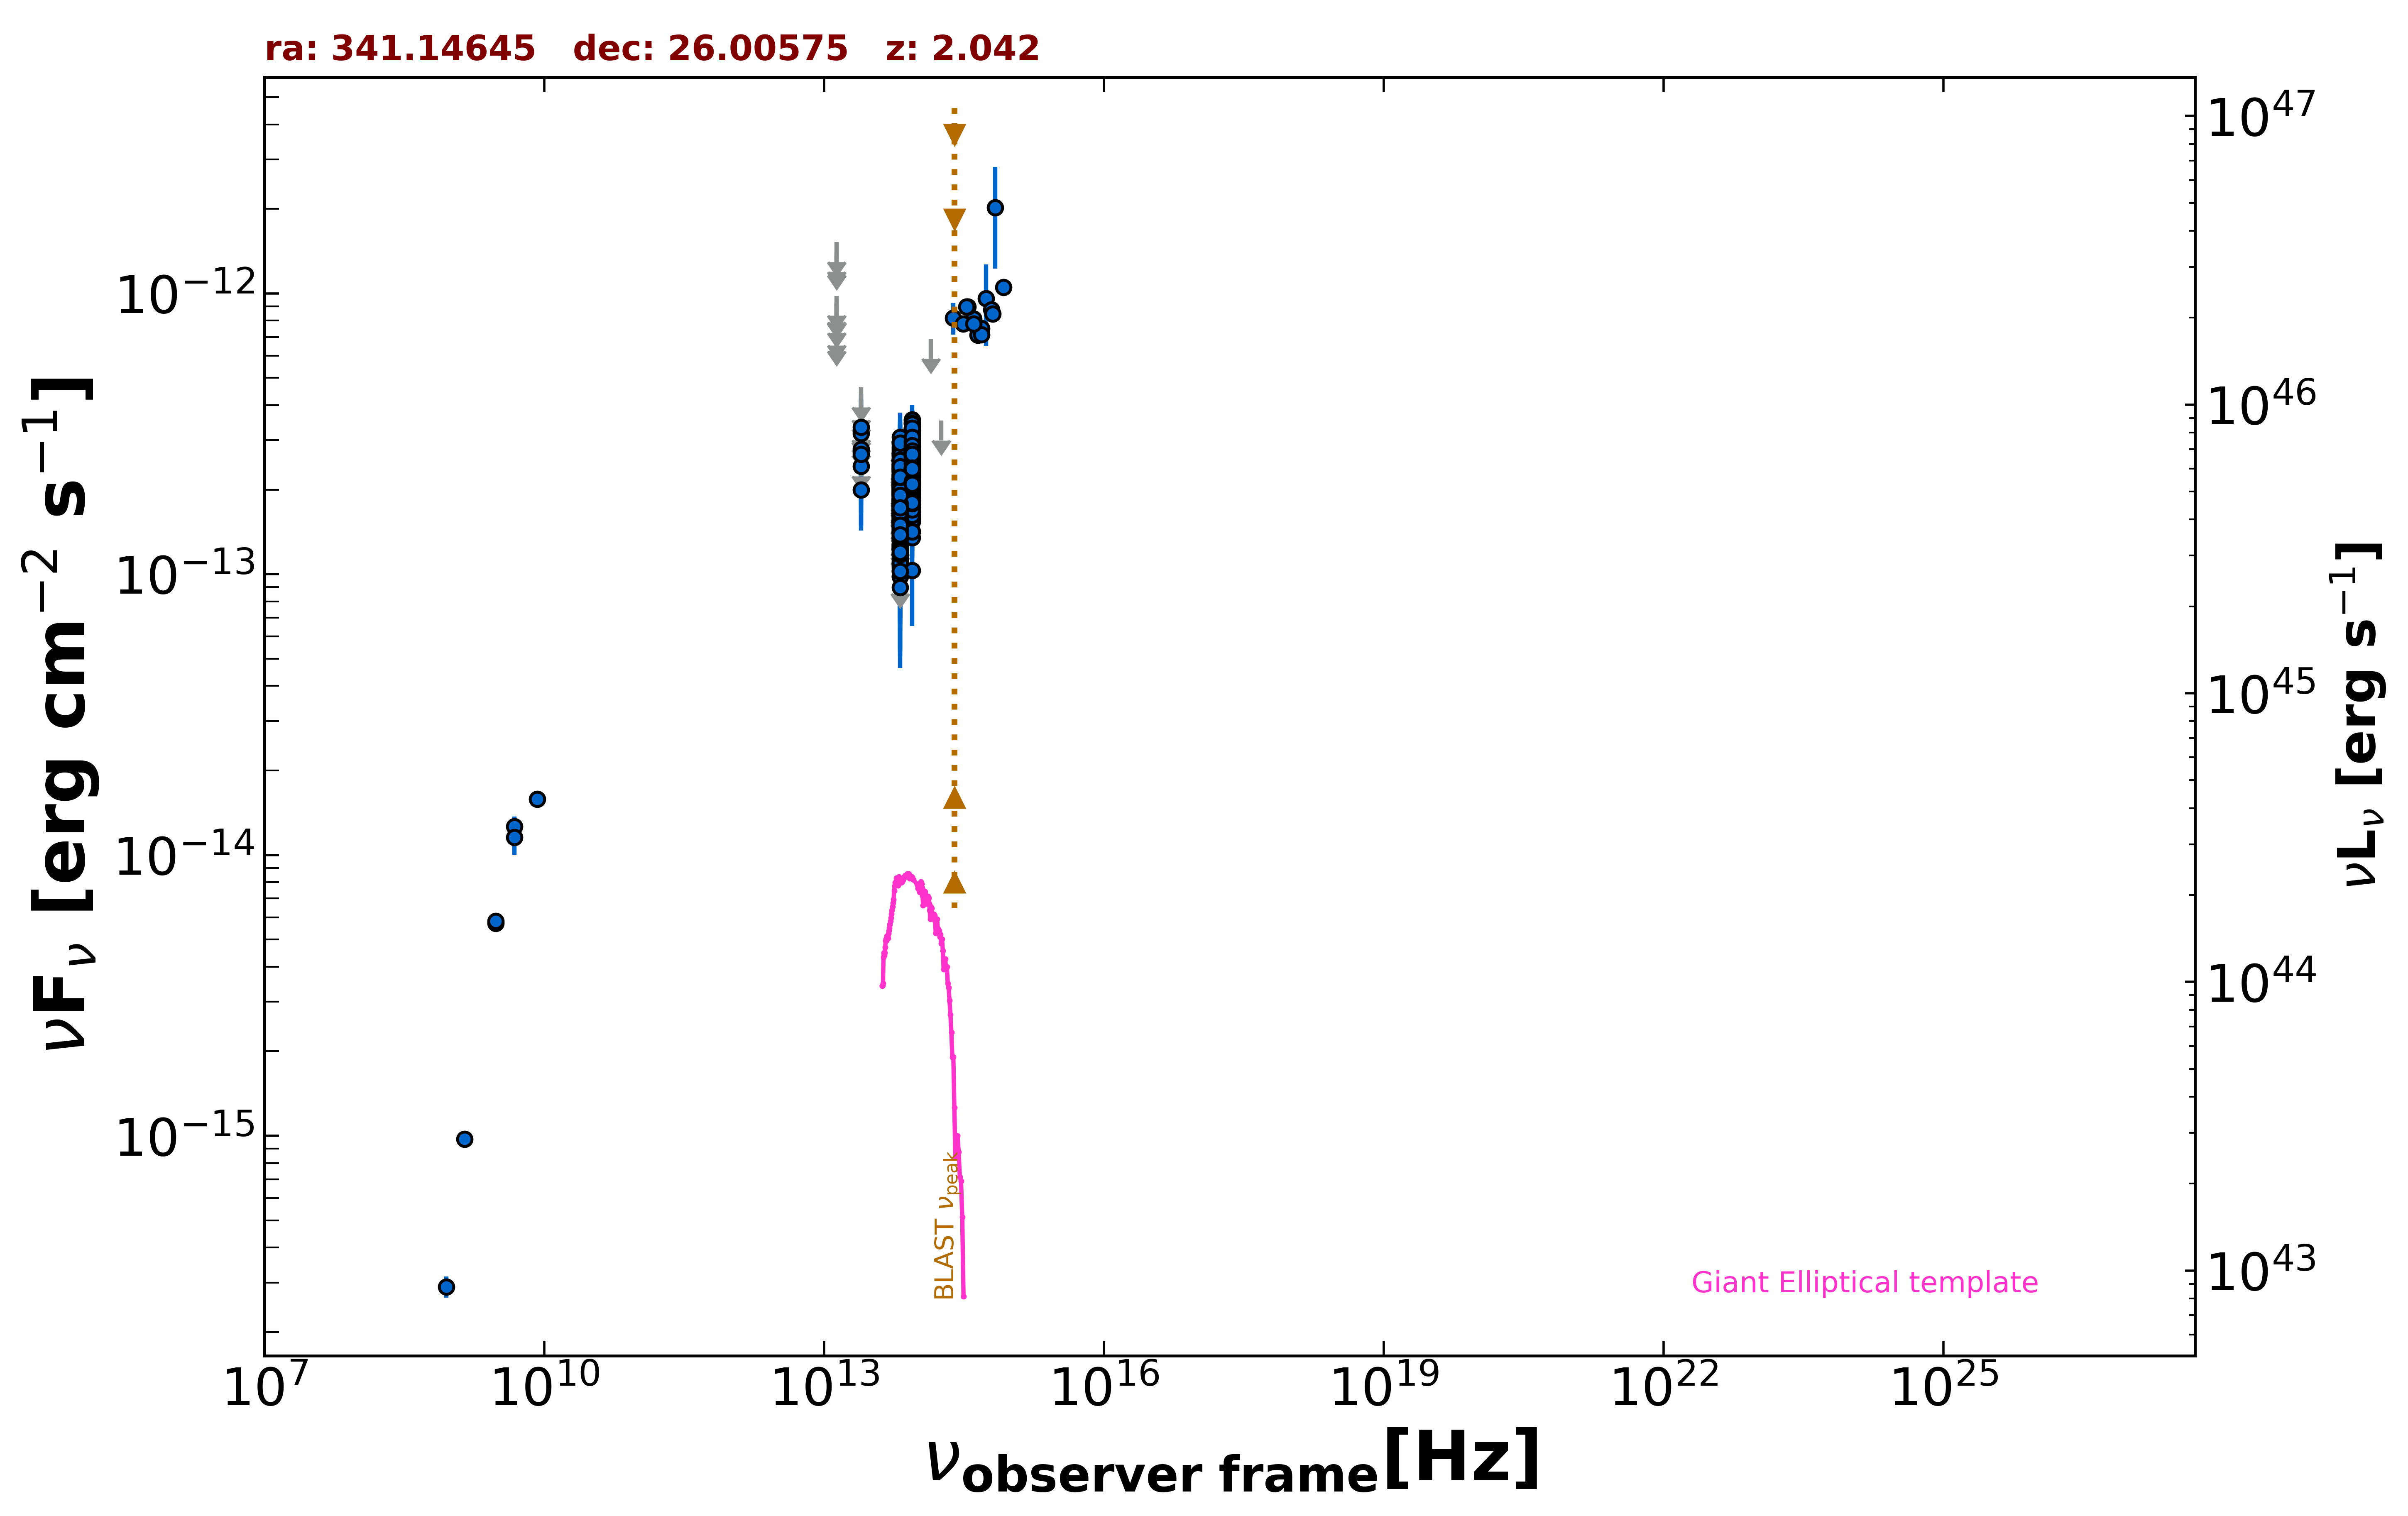 ra: 341.14645   dec: 26.00575   z: 2.042
νFν [erg cm−2 s−1]
10−12
10−13
10−14
10−15
1047
1046
1045
1044
1043
νLν [erg s−1]
BLAST νpeak
Giant Elliptical template
107 1010 1013 1016 1019 1022 1025
νobserver frame[Hz]